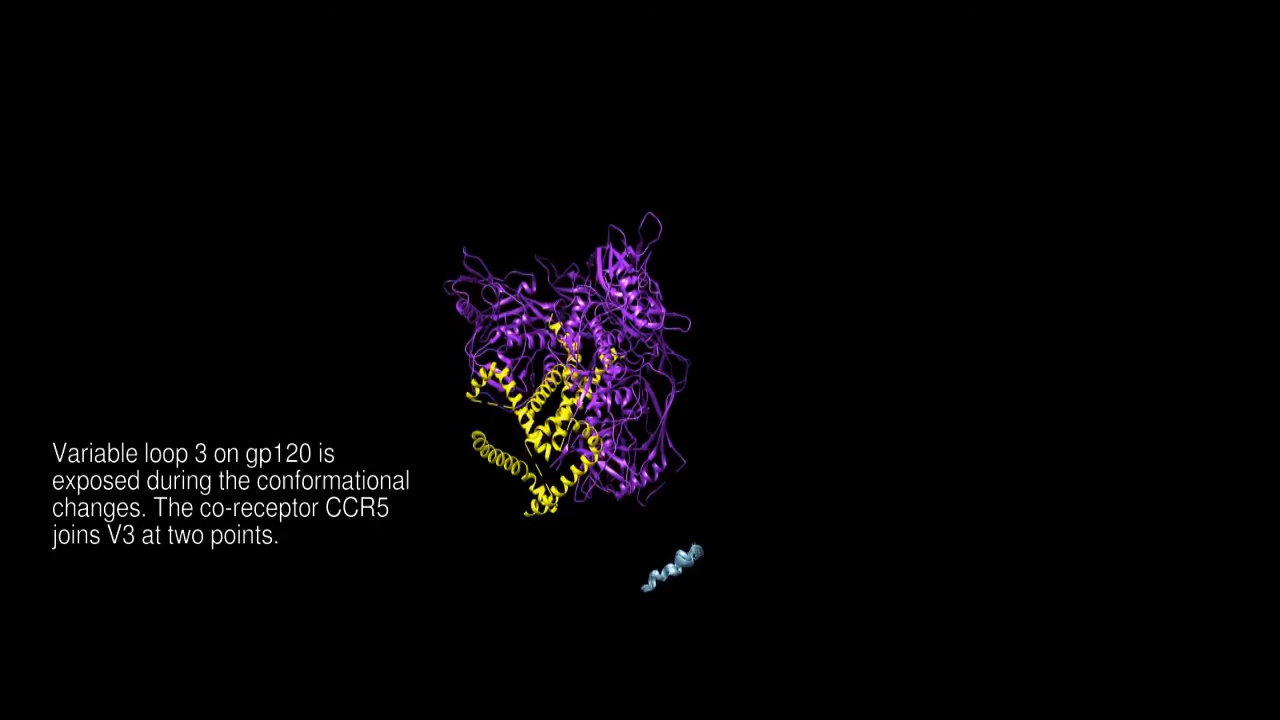 Variable loop 3 on gp120 is
exposed during the conformational
changes. The co-receptor CCR5
joins V3 at two points.